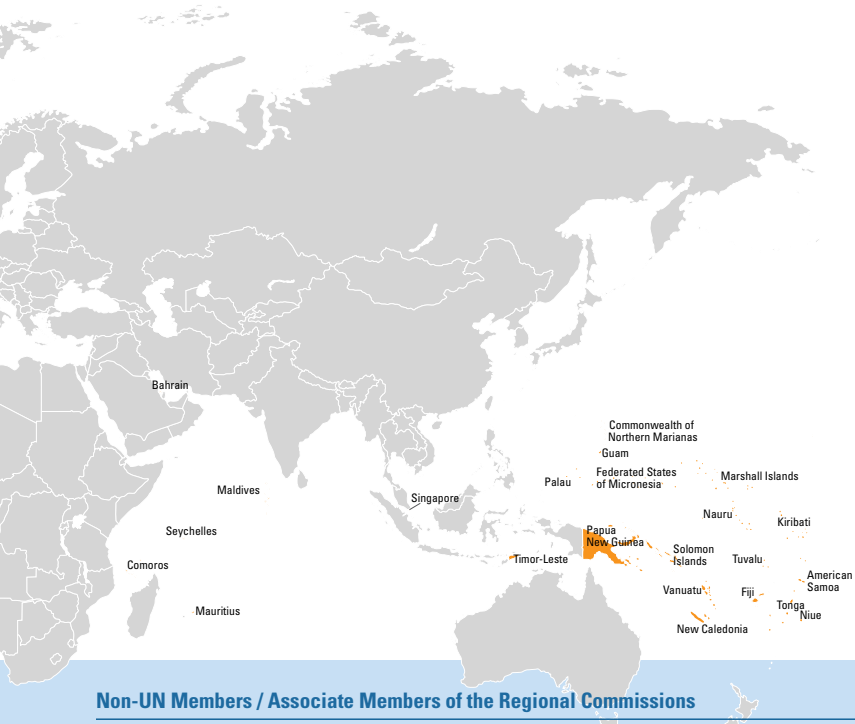 Bahrain
Commonwealth of
Northern Marianas
Guam
Federated States
of Micronesia
Palau
Marshall Islands
Maldives
Singapore
Nauru
Kiribati
Seychelles
Papua
New Guinea
Solomon
Islands
Tuvalu
Timor-Leste
Comoros
American
Samoa
Vanuatu
Fiji
Tonga
Niue
Mauritius
New Caledonia
Non-UN Members / Associate Members of the Regional Commissions